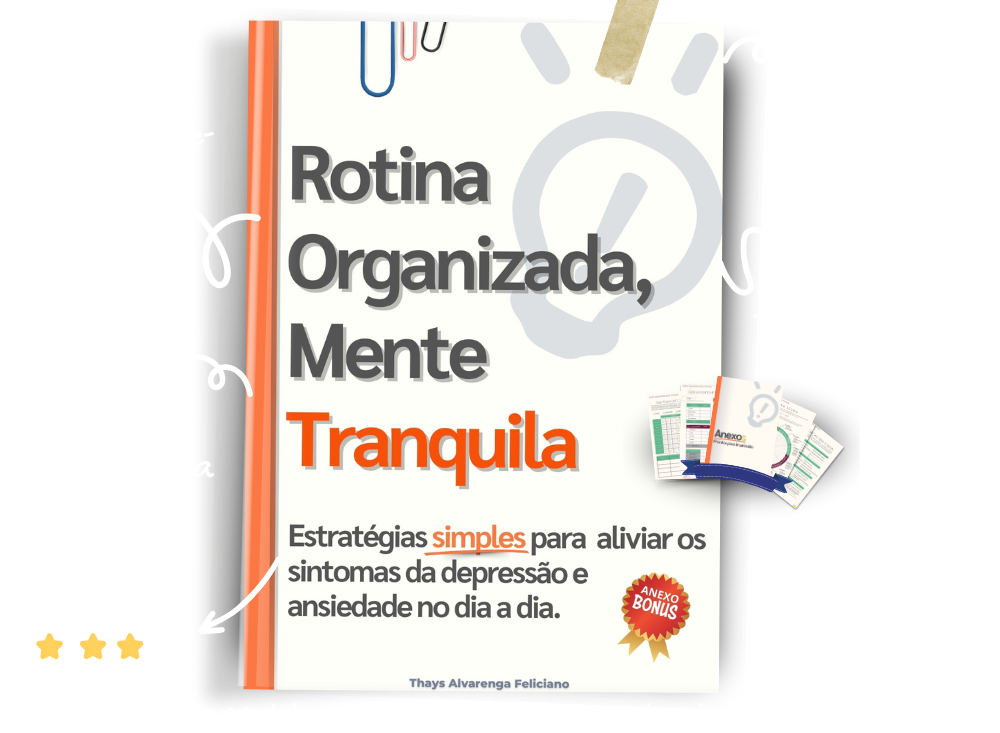 Rotina
Organizada,
Mente
Tranquila
Estratégias simples para aliviar os
sintomas da depressão e
ansiedade no dia a dia.
ANEXO
BONUS
Thays Alvarenga Feliciano
Anexo
a